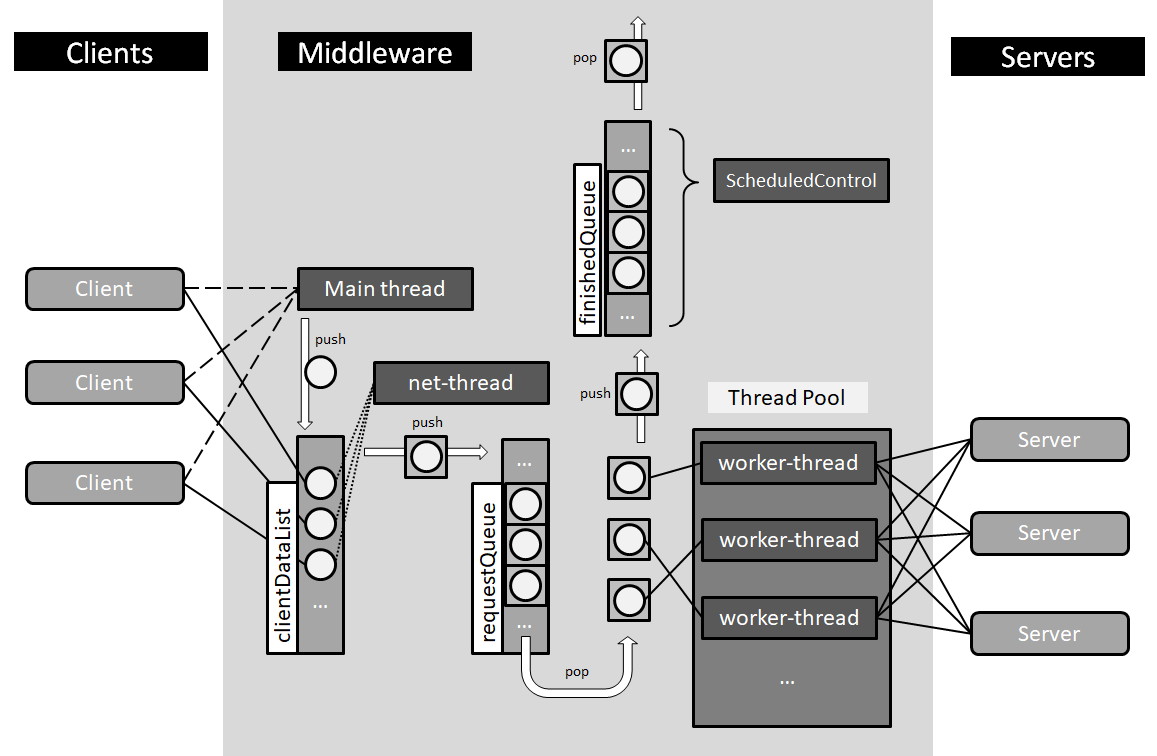 Clients
Middleware
Servers
pop
...
finishedQueue
...
ScheduledControl
Client
Client
Client
Main thread
push
net-thread
push
clientDataList
...
...
requestQueue
...
pop
push
Thread Pool
worker-thread
worker-thread
worker-thread
...
Server
Server
Server